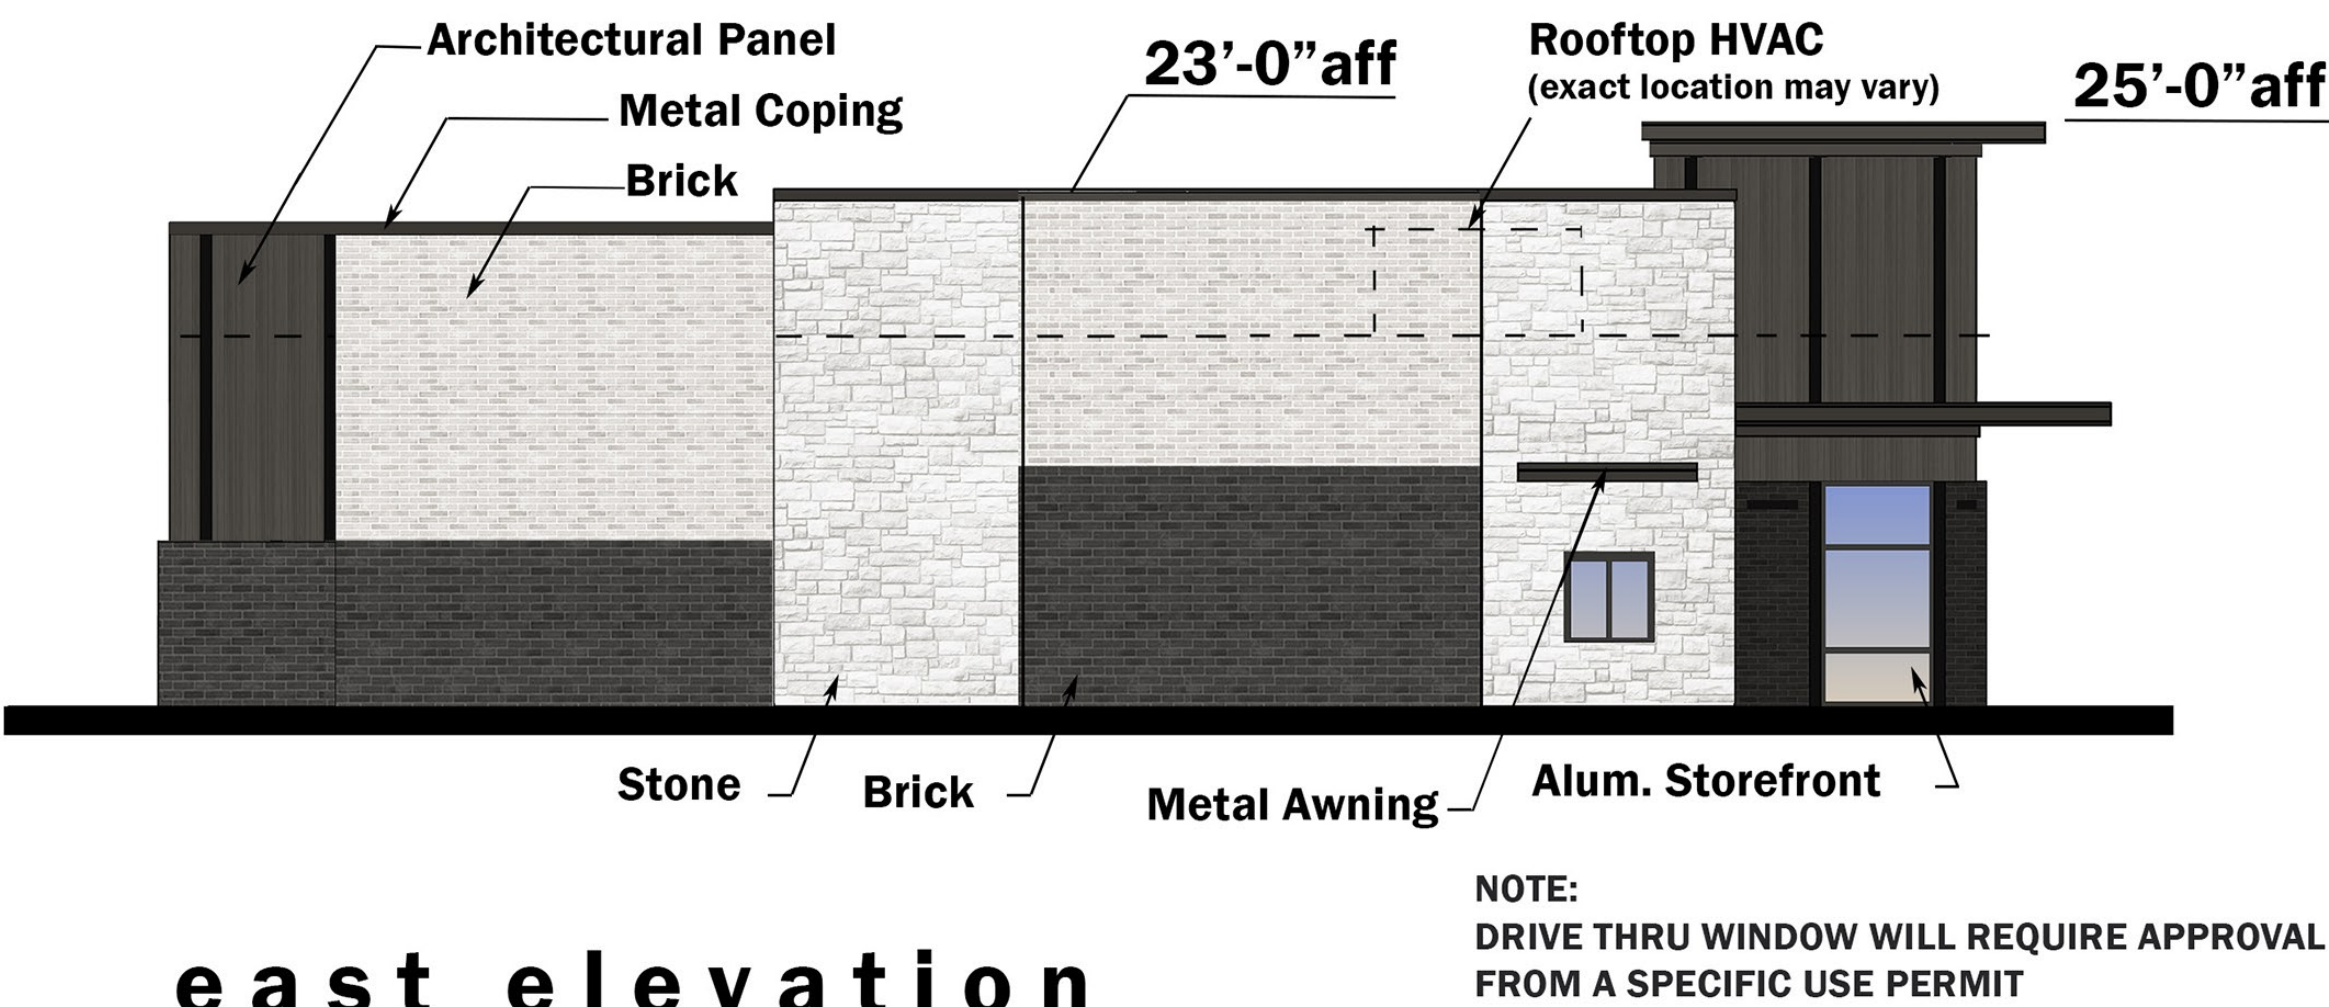 Architectural Panel
Metal Coping
Brick
23’-0”aff
Rooftop HVAC
(exact location may vary)
25’-0”aff
Stone
Brick
Metal Awning
Alum. Storefront
NOTE:
DRIVE THRU WINDOW WILL REQUIRE APPROVAL
FROM A SPECIFIC USE PERMIT
east elevation